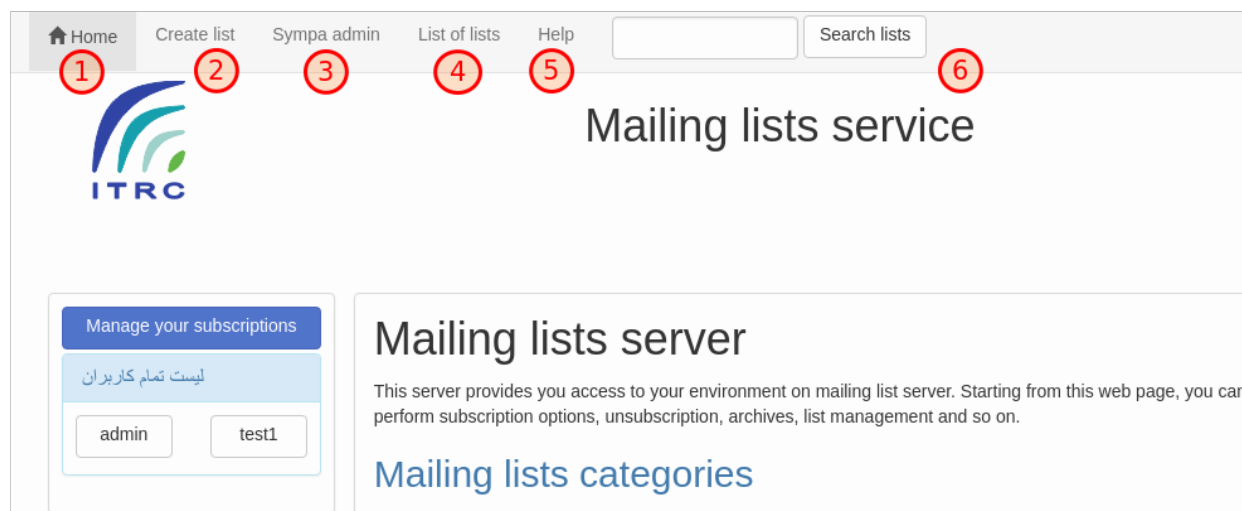 Home Create list Sympa admin List of lists Help Search lists
1 2 3 4 5 6
Mailing lists service
ITRC
Manage your subscriptions
لیست تمام کاربران
admin test1
Mailing lists server
This server provides you access to your environment on mailing list server. Starting from this web page, you can
perform subscription options, unsubscription, archives, list management and so on.
Mailing lists categories